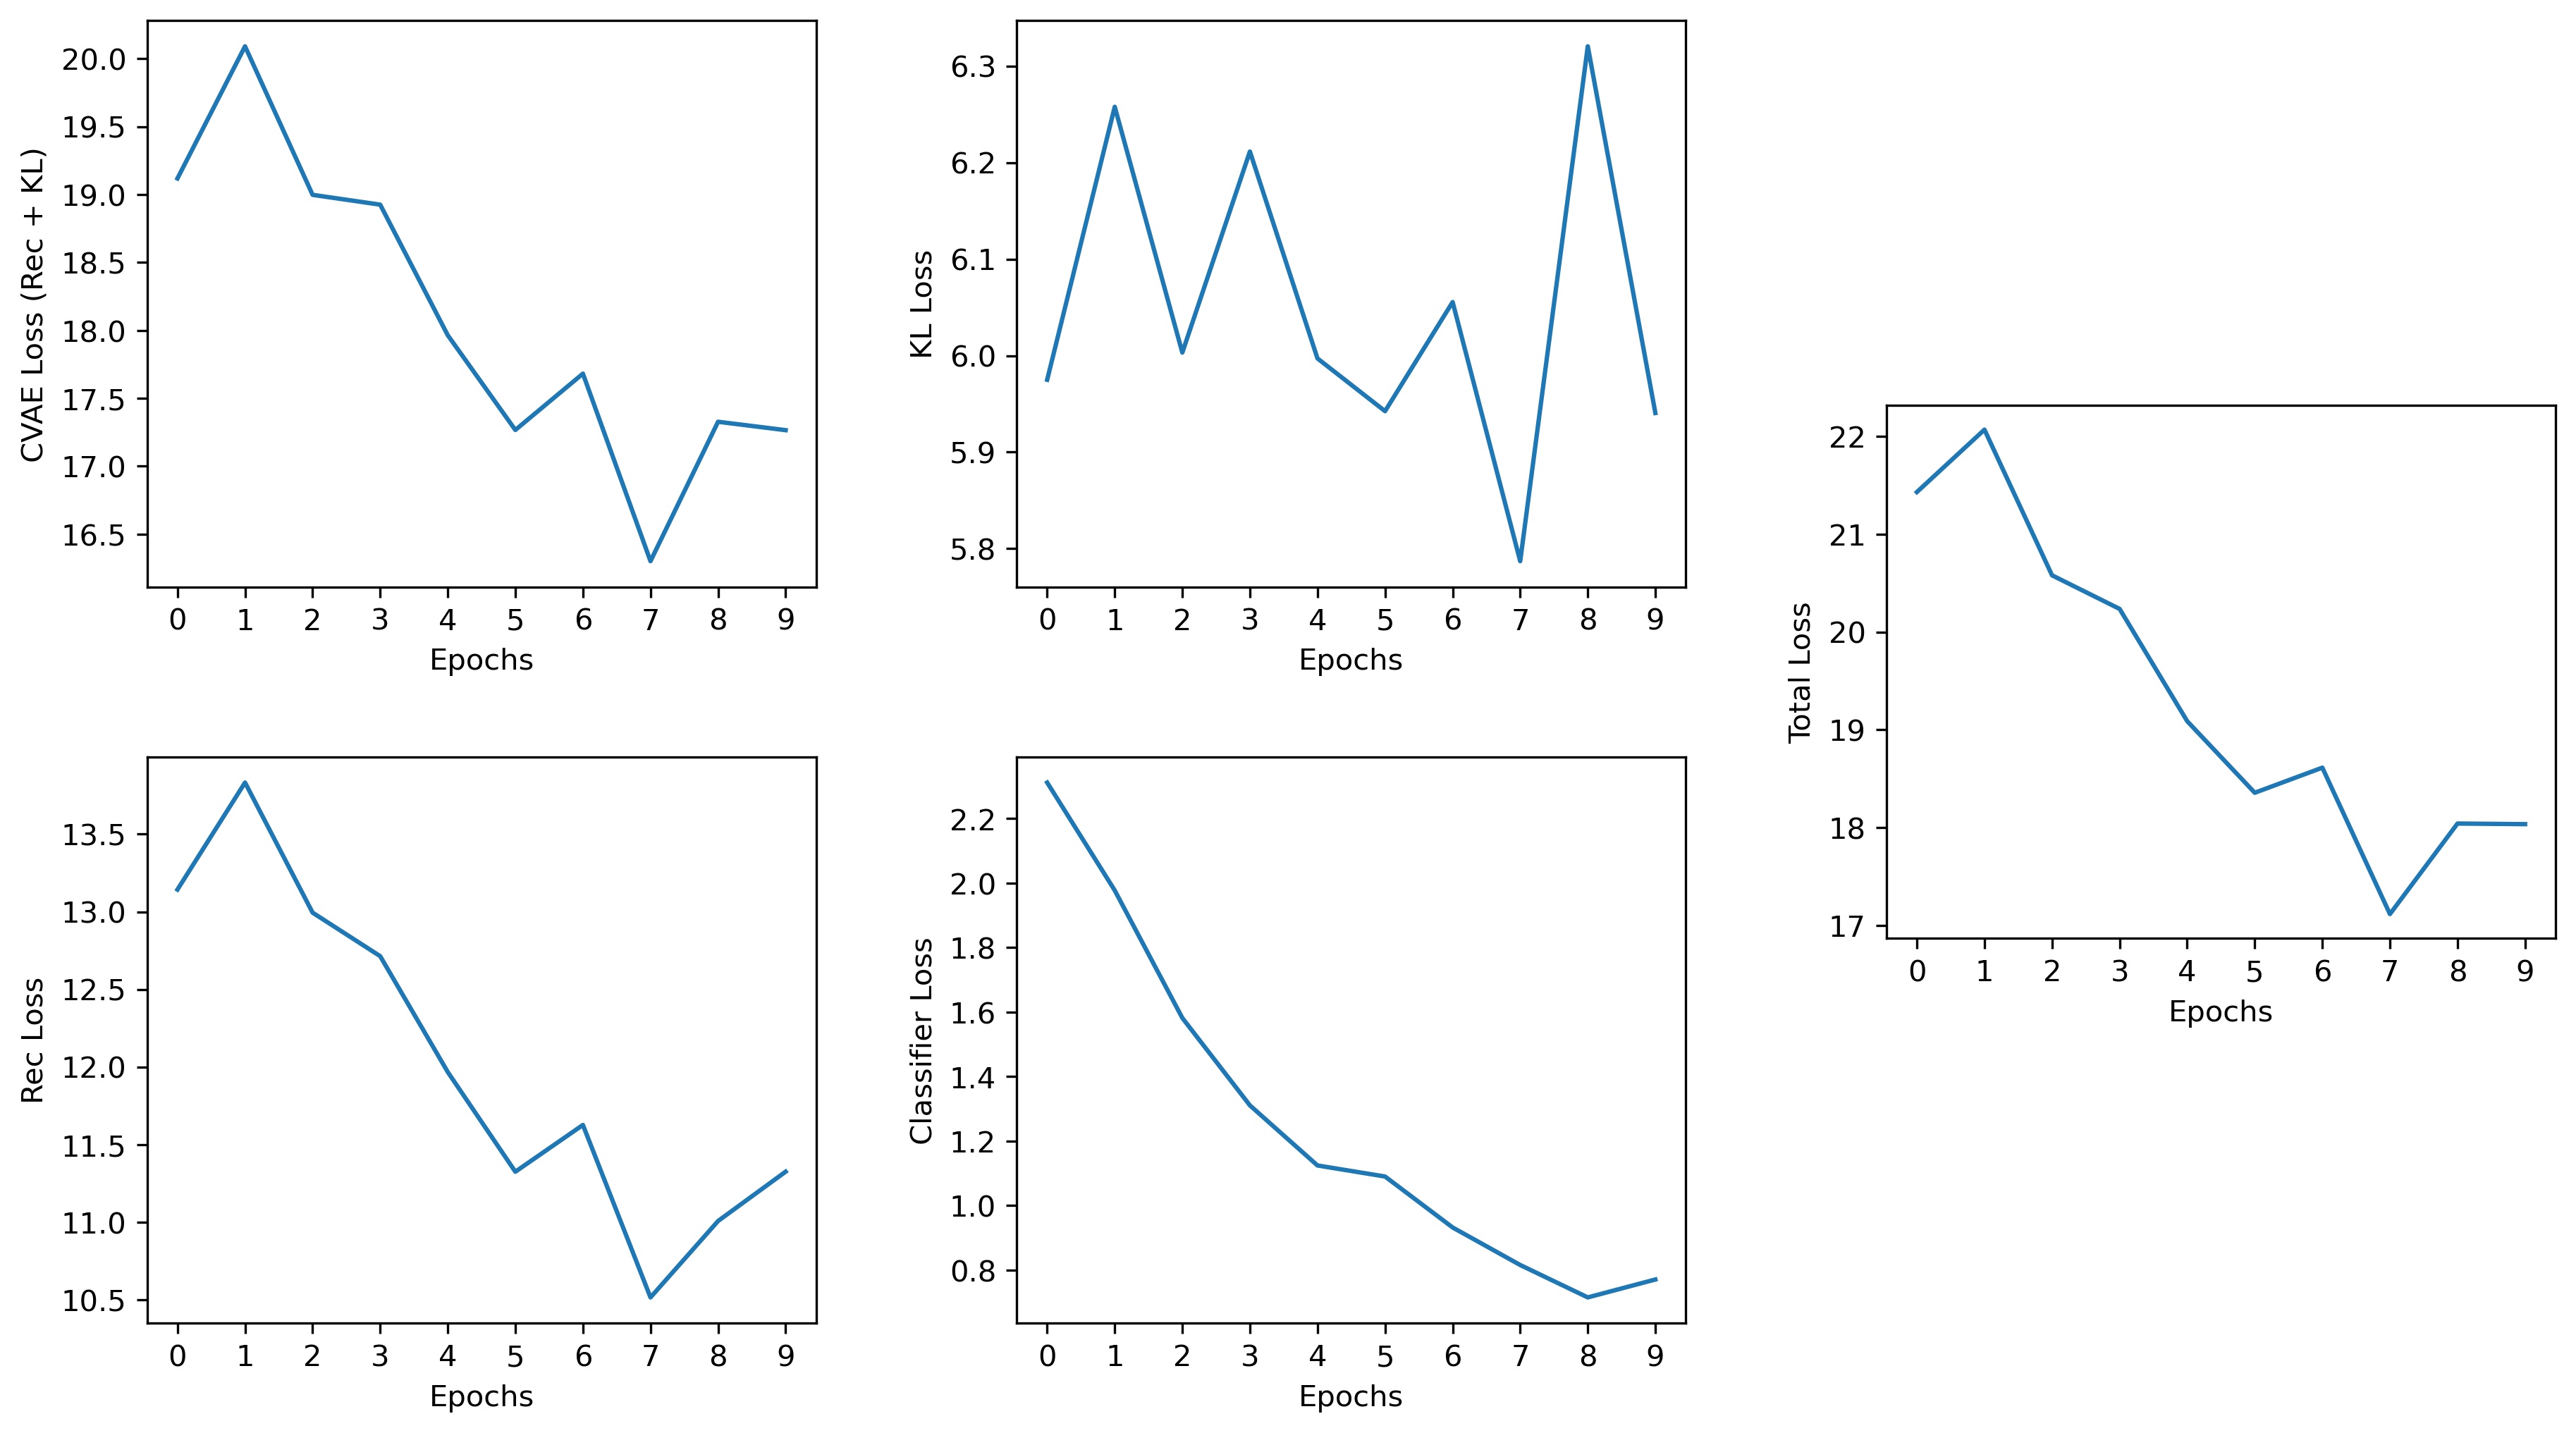 CVAE Loss (Rec + KL)
20.0
19.5
19.0
18.5
18.0
17.5
17.0
16.5
0 1 2 3 4 5 6 7 8 9
Epochs
KL Loss
6.3
6.2
6.1
6.0
5.9
5.8
0 1 2 3 4 5 6 7 8 9
Epochs
Rec Loss
13.5
13.0
12.5
12.0
11.5
11.0
10.5
0 1 2 3 4 5 6 7 8 9
Epochs
Classifier Loss
2.2
2.0
1.8
1.6
1.4
1.2
1.0
0.8
0 1 2 3 4 5 6 7 8 9
Epochs
Total Loss
22
21
20
19
18
17
0 1 2 3 4 5 6 7 8 9
Epochs